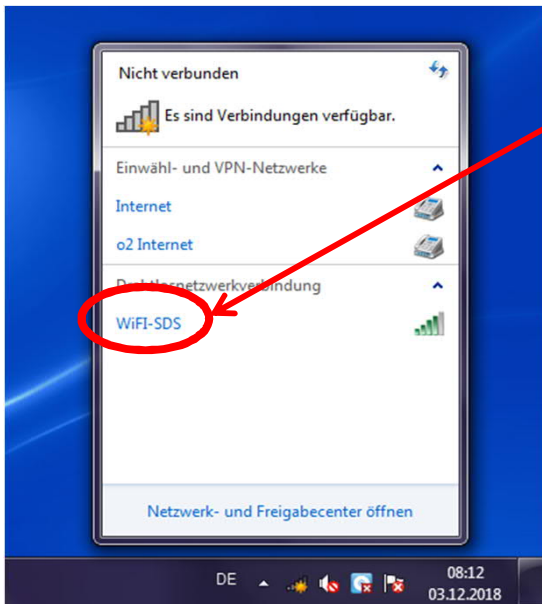 Nicht verbunden
Es sind Verbindungen verfügbar.
Einwähl- und VPN-Netzwerke
Internet
o2 Internet
Drahtlosnetzwerkverbindung
WiFI-SDS
Netzwerk- und Freigabecenter öffnen
DE
08:12
03.12.2018